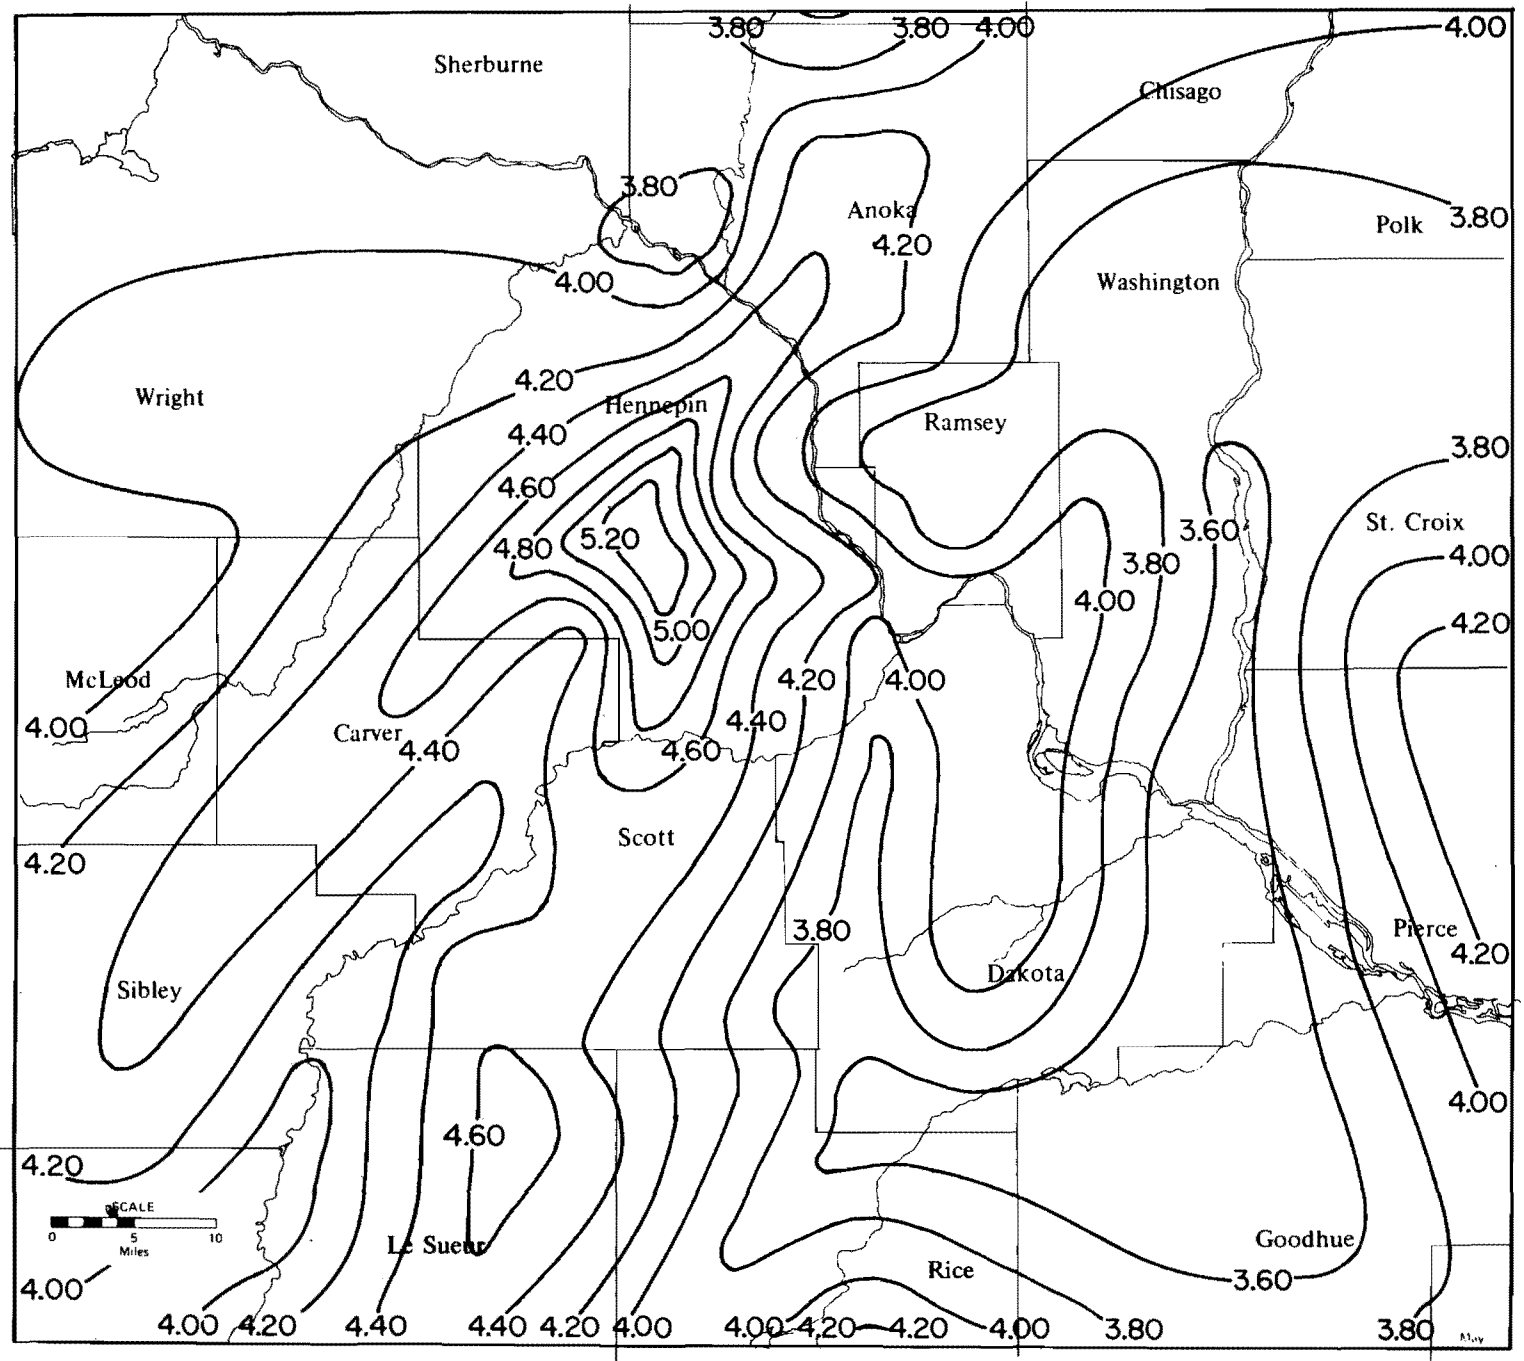 3.80 3.80 4.00 4.00
Sherburne
Chisago
3.80
Anoka
3.80
Polk
4.20
4.00
Washington
4.20
Wright
Hennepin
Ramsey
4.40
3.80
4.60
St. Croix
3.60
5.20
4.80
4.00
3.80
4.00
4.20
5.00
McLeod
4.20
4.00
4.00
Carver
4.40
4.40
4.60
Scott
4.20
3.80
Pierce
4.20
Dakota
Sibley
4.00
4.60
4.20
SCALE
0 5 10
Miles
Le Sueur
Goodhue
Rice
3.60
4.00
4.00 4.20 4.40 4.40 4.20 4.00 4.00 4.20 4.20 4.00 3.80 3.80
May